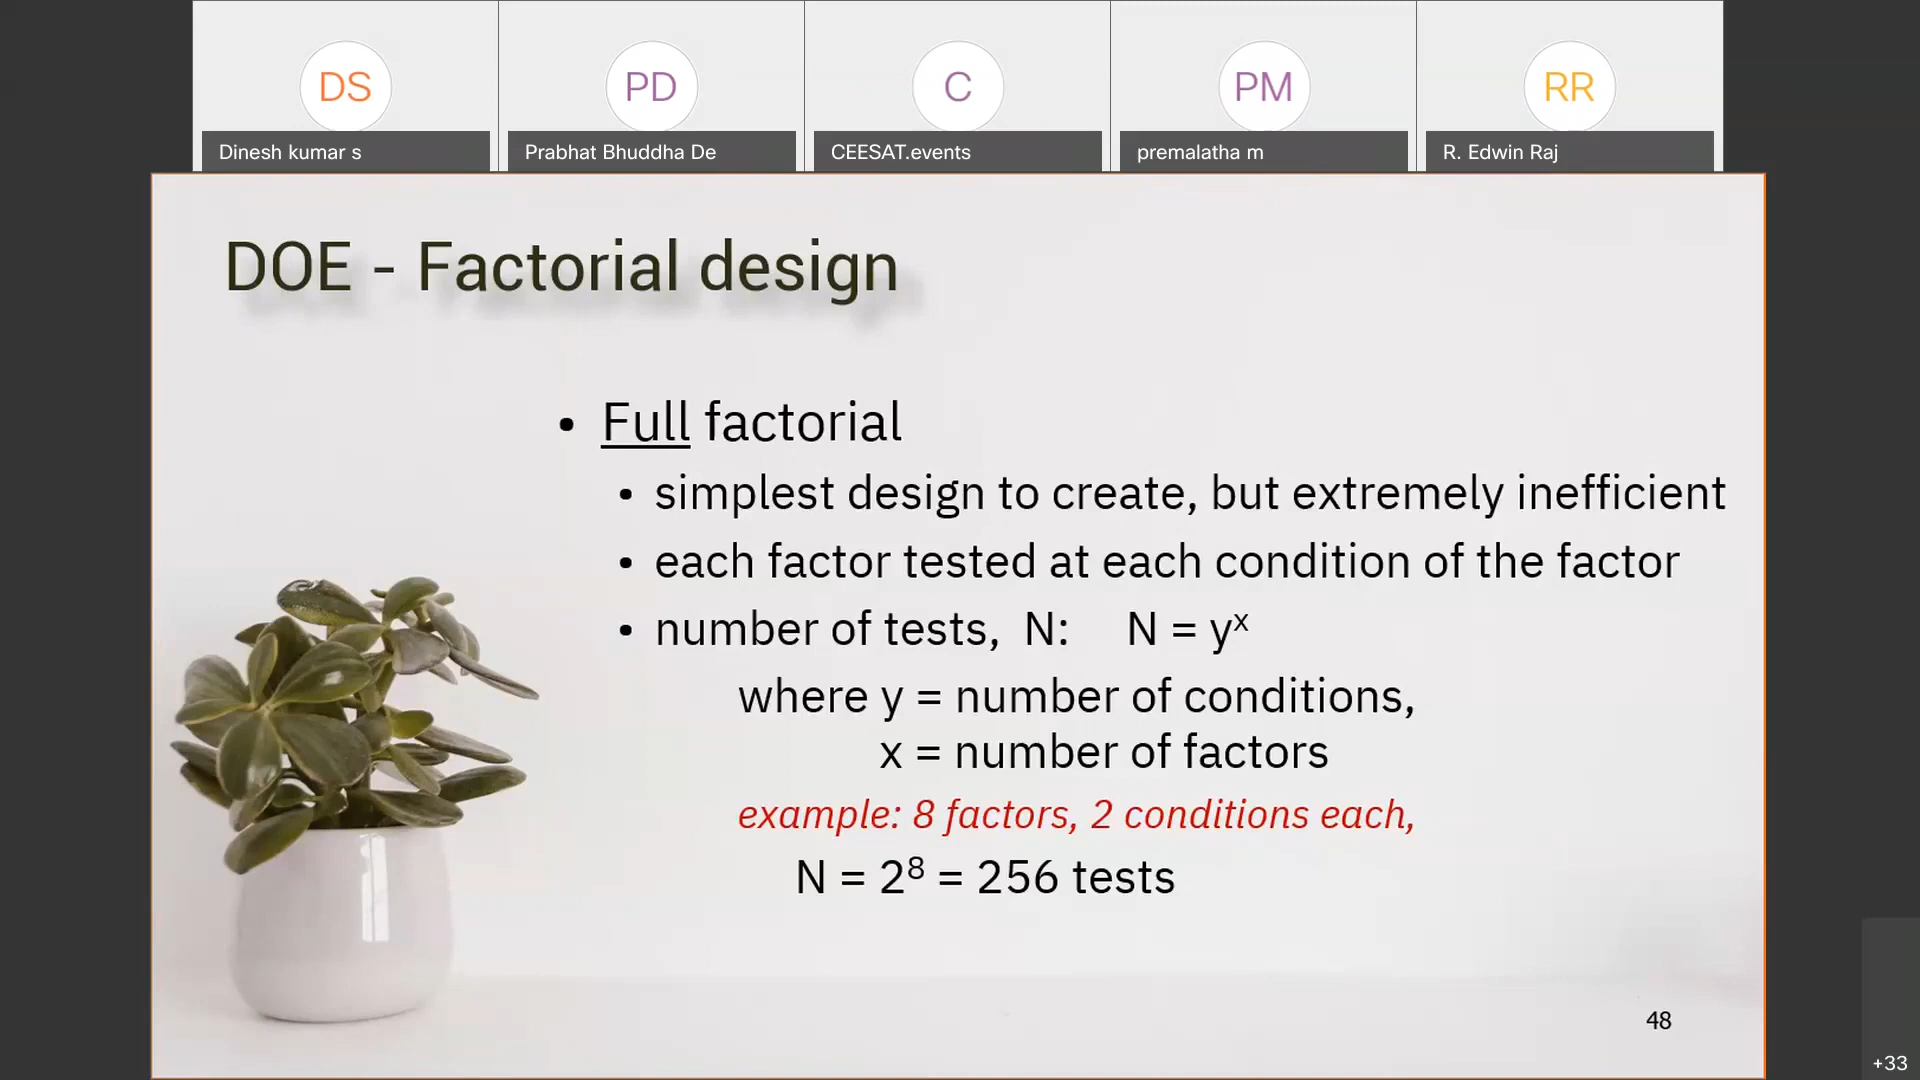 DS
PD
C
PM
RR
Dinesh kumar s
Prabhat Bhuddha De
CEESAT.events
premalatha m
R. Edwin Raj
DOE - Factorial design
• Full factorial
• simplest design to create, but extremely inefficient
• each factor tested at each condition of the factor
• number of tests, N: N = yˣ
where y = number of conditions,
x = number of factors
example: 8 factors, 2 conditions each,
N = 2⁸ = 256 tests
48
+33